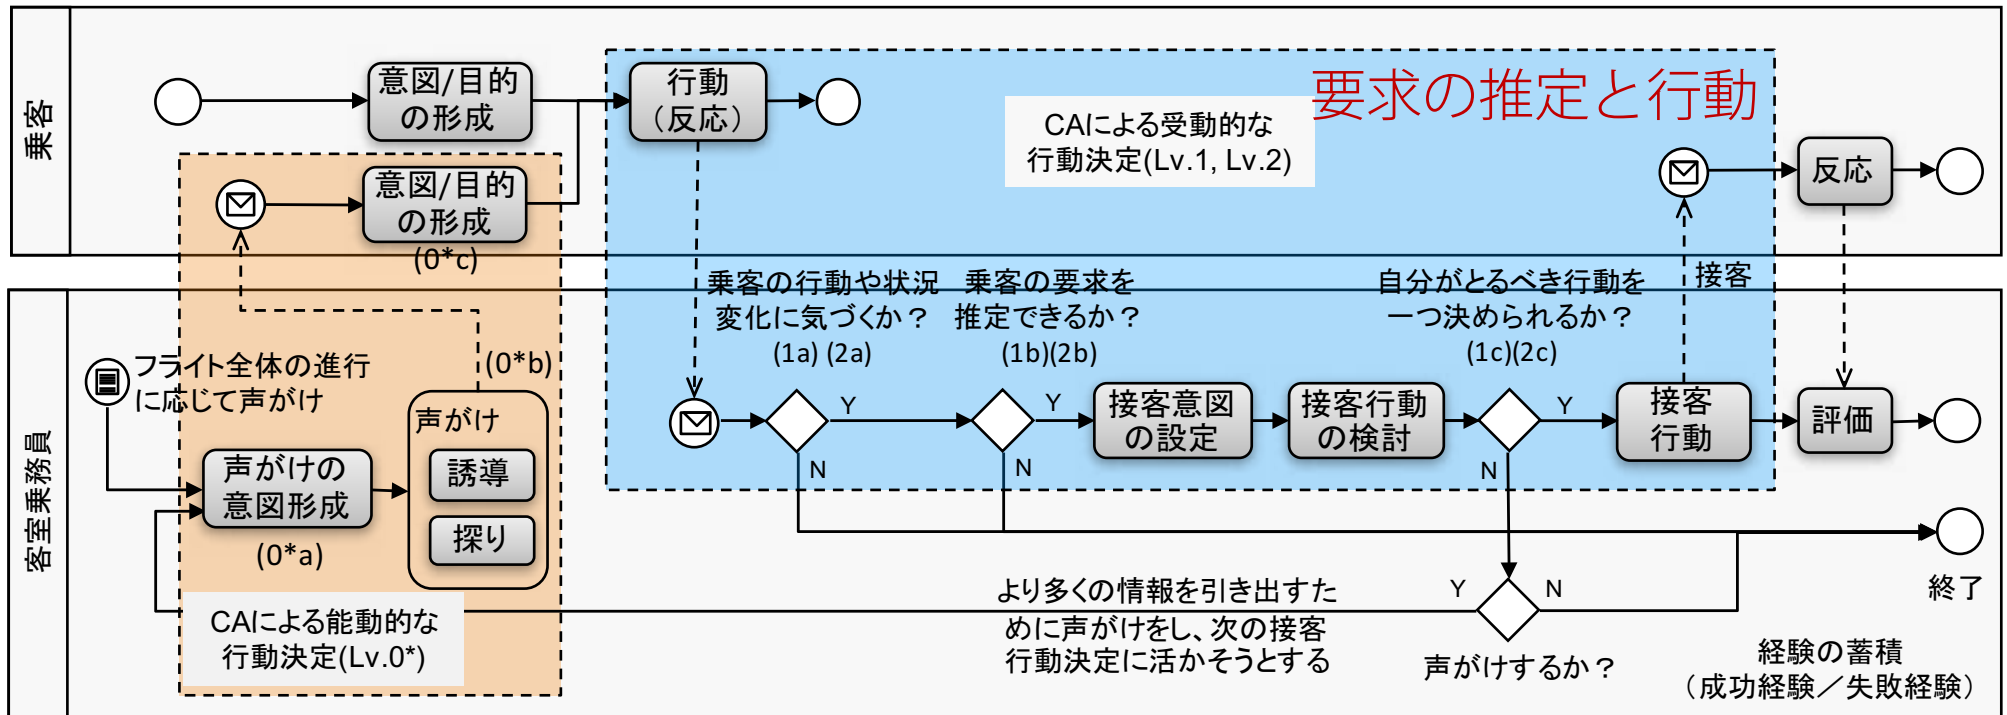 乗客
意図/目的
の形成
行動
(反応)
要求の推定と行動
CAによる受動的な
行動決定(Lv.1, Lv.2)
反応
意図/目的
の形成
(0*c)
接客
乗客の行動や状況
変化に気づくか？
(1a) (2a)
乗客の要求を
推定できるか？
(1b)(2b)
自分がとるべき行動を
一つ決められるか？
(1c)(2c)
客室乗務員
フライト全体の進行
に応じて声がけ
(0*b)
声がけ
誘導
探り
声がけの
意図形成
(0*a)
CAによる能動的な
行動決定(Lv.0*)
Y
N
Y
N
接客意図
の設定
接客行動
の検討
Y
N
接客
行動
評価
終了
より多くの情報を引き出すた
めに声がけをし、次の接客
行動決定に活かそうとする
Y
N
声がけするか？
経験の蓄積
（成功経験／失敗経験）